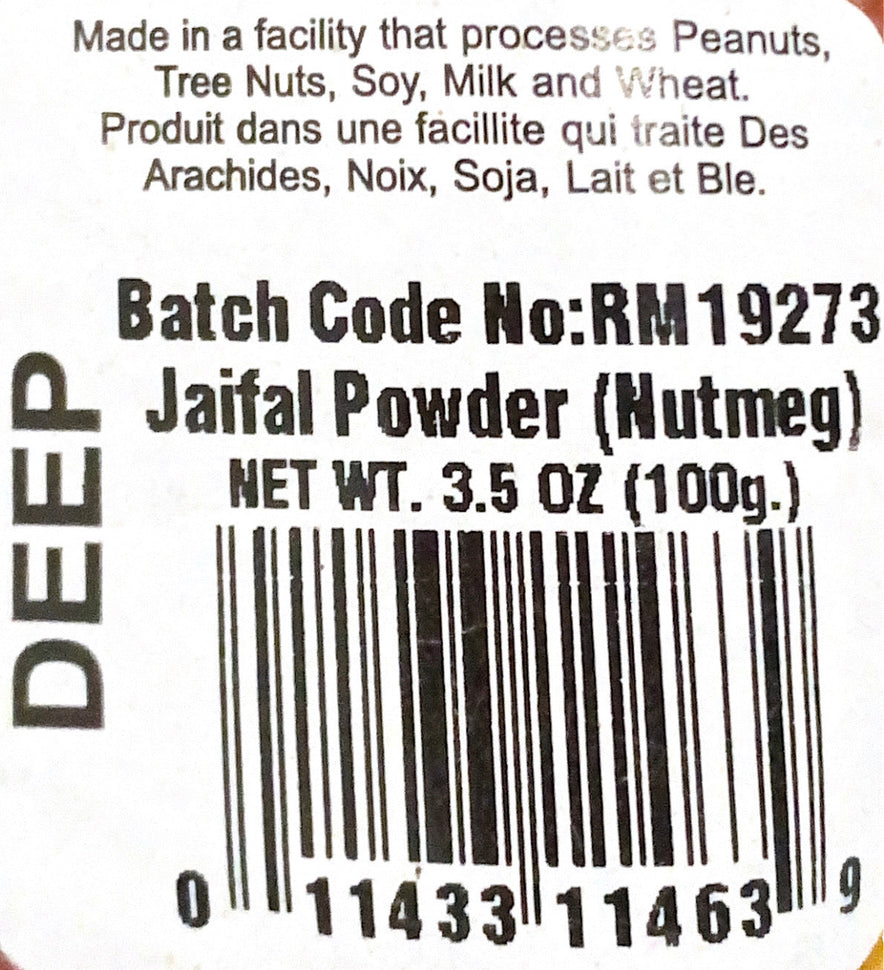 Made in a facility that processes Peanuts,
Tree Nuts, Soy, Milk and Wheat.
Produit dans une facillite qui traite Des
Arachides, Noix, Soja, Lait et Ble.
Batch Code No:RM19273
Jaifal Powder (Nutmeg)
NET WT. 3.5 OZ (100g.)
DEEP
0 11433 11463 9